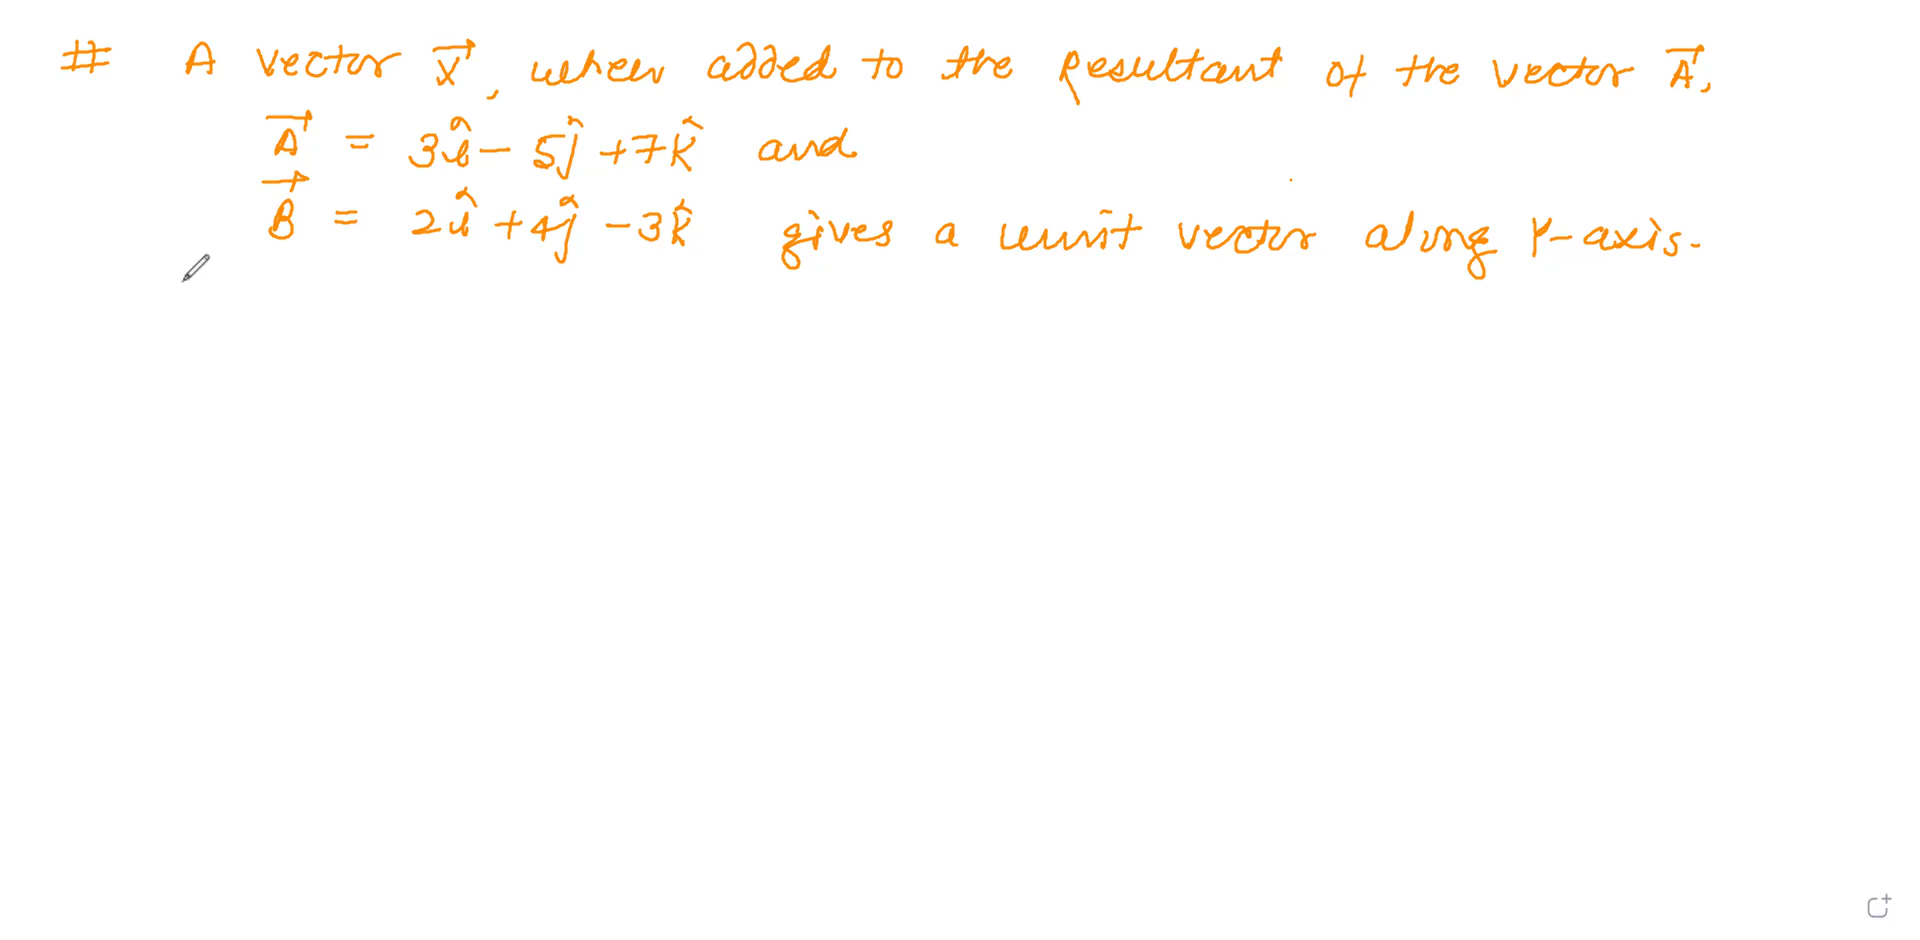 # A vector X⃗, when added to the Resultant of the vector A⃗,
A⃗ = 3î - 5ĵ + 7k̂ and
B⃗ = 2î + 4ĵ - 3k̂ gives a unit vector along Y-axis.